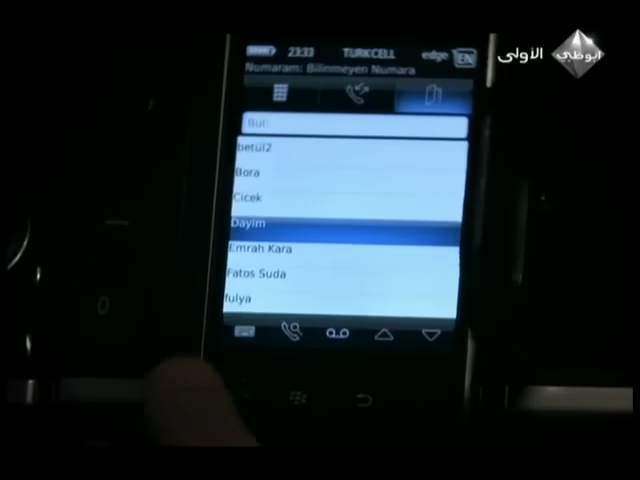 23:33 TURKCELL edge EN
Numaram: Bilinmeyen Numara
الأولى
أبوظبي
Bul:
betül2
Bora
Cicek
Dayim
Emrah Kara
Fatos Suda
fulya